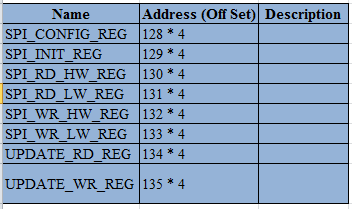 Name Address (Off Set) Description
SPI_CONFIG_REG 128 * 4
SPI_INIT_REG 129 * 4
SPI_RD_HW_REG 130 * 4
SPI_RD_LW_REG 131 * 4
SPI_WR_HW_REG 132 * 4
SPI_WR_LW_REG 133 * 4
UPDATE_RD_REG 134 * 4
UPDATE_WR_REG 135 * 4